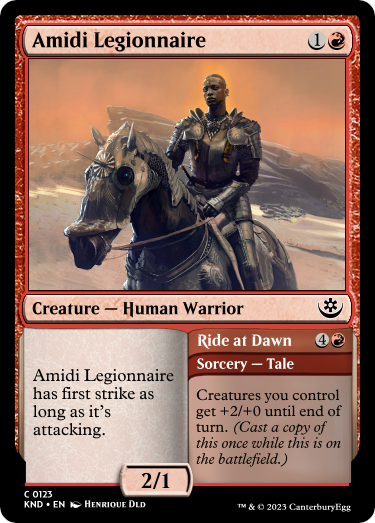 Amidi Legionnaire 1
Creature — Human Warrior
Amidi Legionnaire
has first strike as
long as it's
attacking.
Ride at Dawn 4
Sorcery — Tale
Creatures you control
get +2/+0 until end of
turn. (Cast a copy of
this once while this is on
the battlefield.)
2/1
C 0123
KND • EN Henrique Dld
™ & © 2023 CanterburyEgg